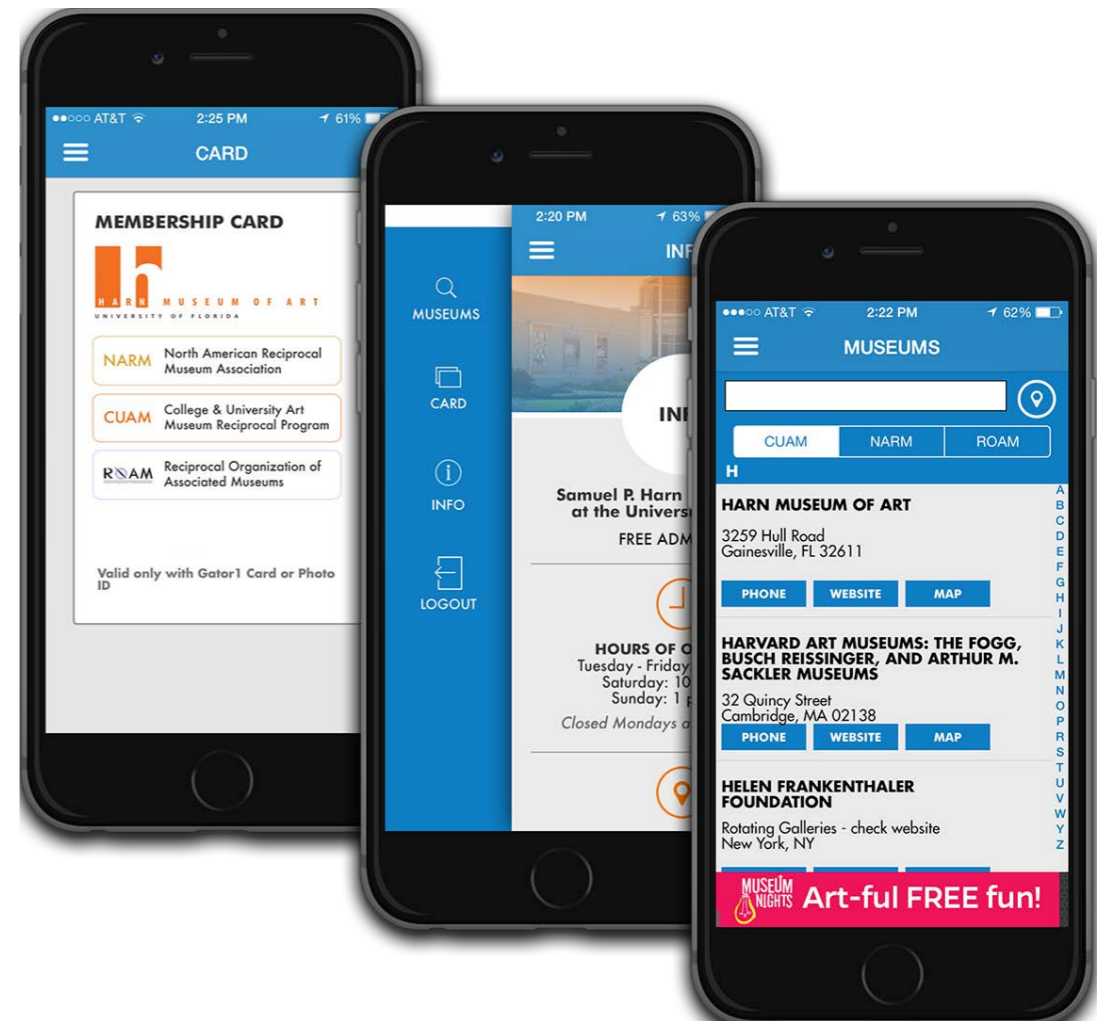 AT&T 2:25 PM 61%
CARD
MEMBERSHIP CARD
h
HARN MUSEUM OF ART
UNIVERSITY OF FLORIDA
NARM North American Reciprocal
Museum Association
CUAM College & University Art
Museum Reciprocal Program
ROAM Reciprocal Organization of
Associated Museums
Valid only with Gator1 Card or Photo
ID
MUSEUMS
CARD
INFO
LOGOUT
2:20 PM 63%
INF
INF
Samuel P. Harn
at the Univers
FREE ADM
HOURS OF O
Tuesday - Friday
Saturday: 10
Sunday: 1 p
Closed Mondays a
AT&T 2:22 PM 62%
MUSEUMS
CUAM NARM ROAM
H
HARN MUSEUM OF ART
3259 Hull Road
Gainesville, FL 32611
PHONE WEBSITE MAP
HARVARD ART MUSEUMS: THE FOGG,
BUSCH REISSINGER, AND ARTHUR M.
SACKLER MUSEUMS
32 Quincy Street
Cambridge, MA 02138
PHONE WEBSITE MAP
HELEN FRANKENTHALER
FOUNDATION
Rotating Galleries - check website
New York, NY
A
B
C
D
E
F
G
H
I
J
K
L
M
N
O
P
R
S
T
U
V
W
Y
Z
MUSEUM
NIGHTS
Art-ful FREE fun!